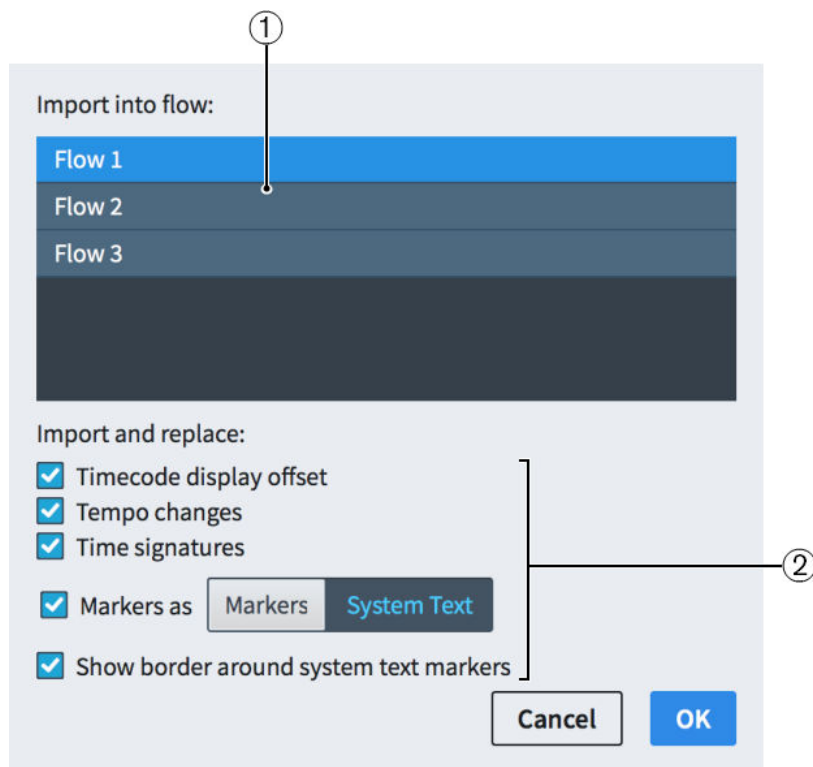 ①
Import into flow:
Flow 1
Flow 2
Flow 3
Import and replace:
Timecode display offset
Tempo changes
Time signatures
②
Markers as Markers System Text
Show border around system text markers
Cancel OK